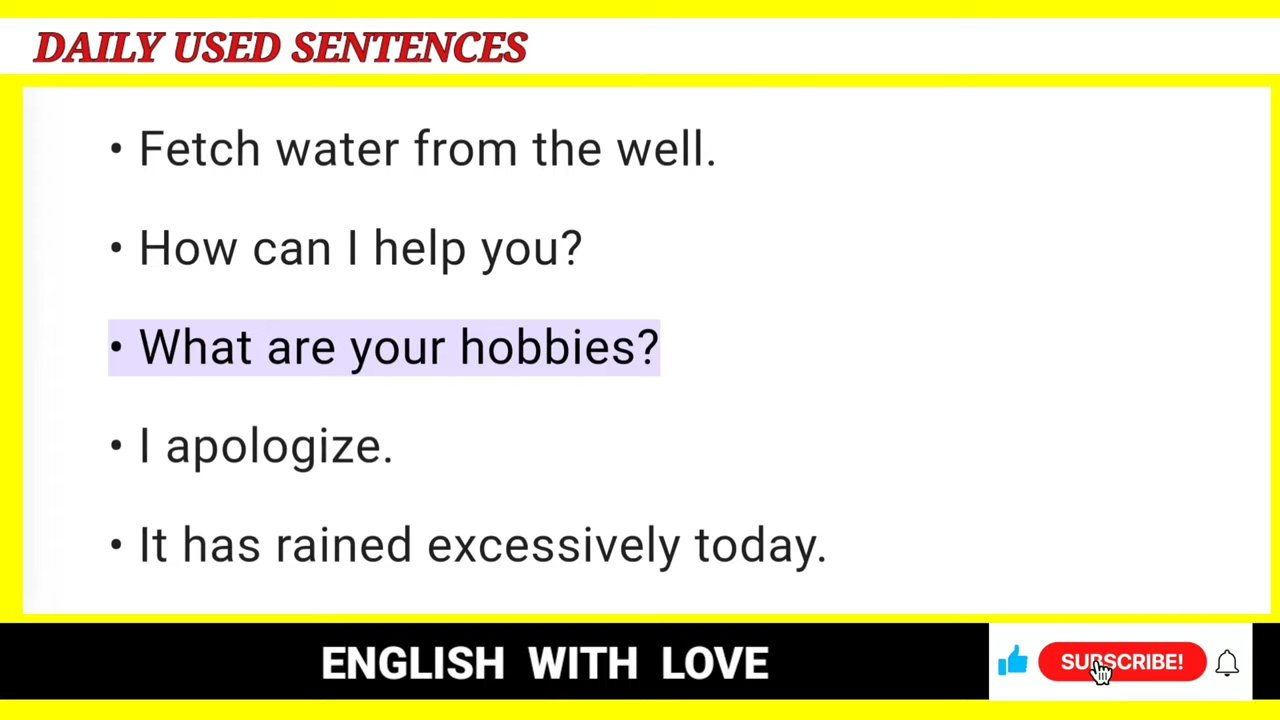 DAILY USED SENTENCES
• Fetch water from the well.
• How can I help you?
• What are your hobbies?
• I apologize.
• It has rained excessively today.
ENGLISH WITH LOVE
SUBSCRIBE!